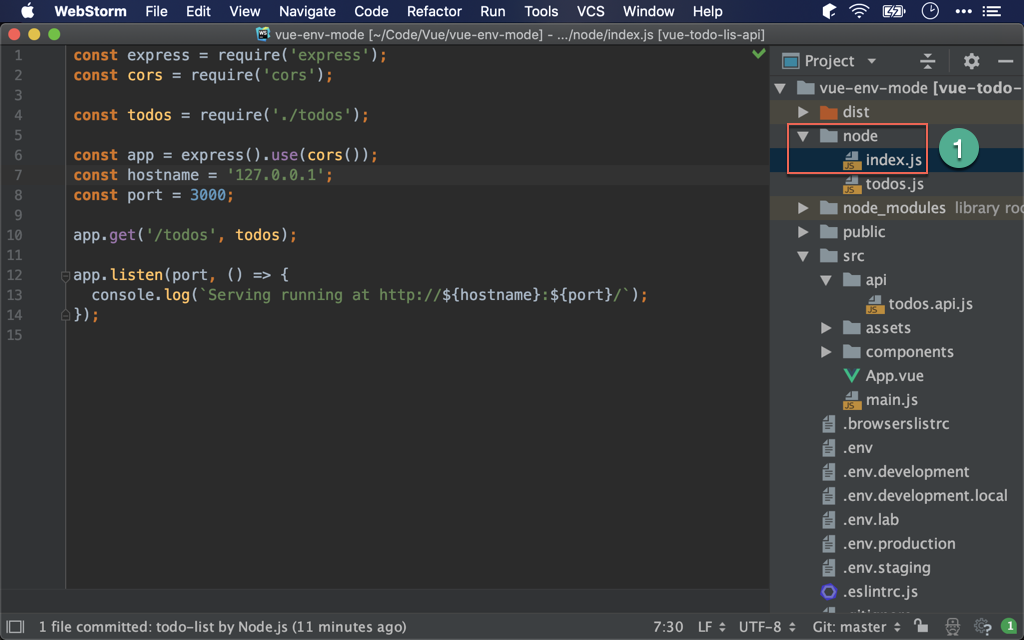 WebStorm File Edit View Navigate Code Refactor Run Tools VCS Window Help
vue-env-mode [~/Code/Vue/vue-env-mode] - .../node/index.js [vue-todo-lis-api]
1 const express = require('express');
2 const cors = require('cors');
3
4 const todos = require('./todos');
5
6 const app = express().use(cors());
7 const hostname = '127.0.0.1';
8 const port = 3000;
9
10 app.get('/todos', todos);
11
12 app.listen(port, () => {
13 console.log(`Serving running at http://${hostname}:${port}/`);
14 });
15
Project
vue-env-mode [vue-todo-
dist
node
1
JS index.js
JS todos.js
node_modules library roo
public
src
api
JS todos.api.js
assets
components
App.vue
JS main.js
.browserslistrc
.env
.env.development
.env.development.local
.env.lab
.env.production
.env.staging
.eslintrc.js
.gitignore
1 file committed: todo-list by Node.js (11 minutes ago) 7:30 LF UTF-8 Git: master 1